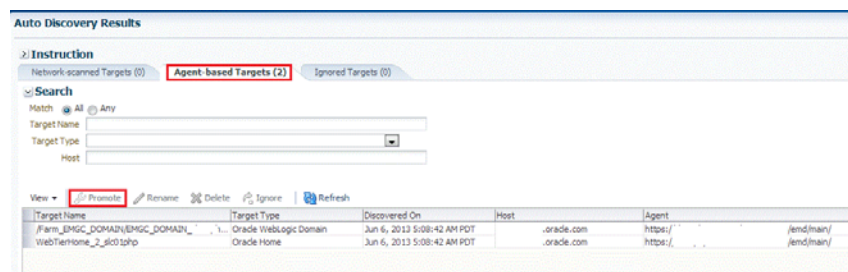 Auto Discovery Results
Instruction
Network-scanned Targets (0) Agent-based Targets (2) Ignored Targets (0)
Search
Match All Any
Target Name
Target Type
Host
View Promote Rename Delete Ignore Refresh
Target Name Target Type Discovered On Host Agent
/Farm_EMGC_DOMAIN/EMGC_DOMAIN_ Oracle WebLogic Domain Jun 6, 2013 5:08:42 AM PDT .oracle.com https:/ /emd/main/
WebTierHome_2_slc01php Oracle Home Jun 6, 2013 5:08:42 AM PDT .oracle.com https:/ /emd/main/